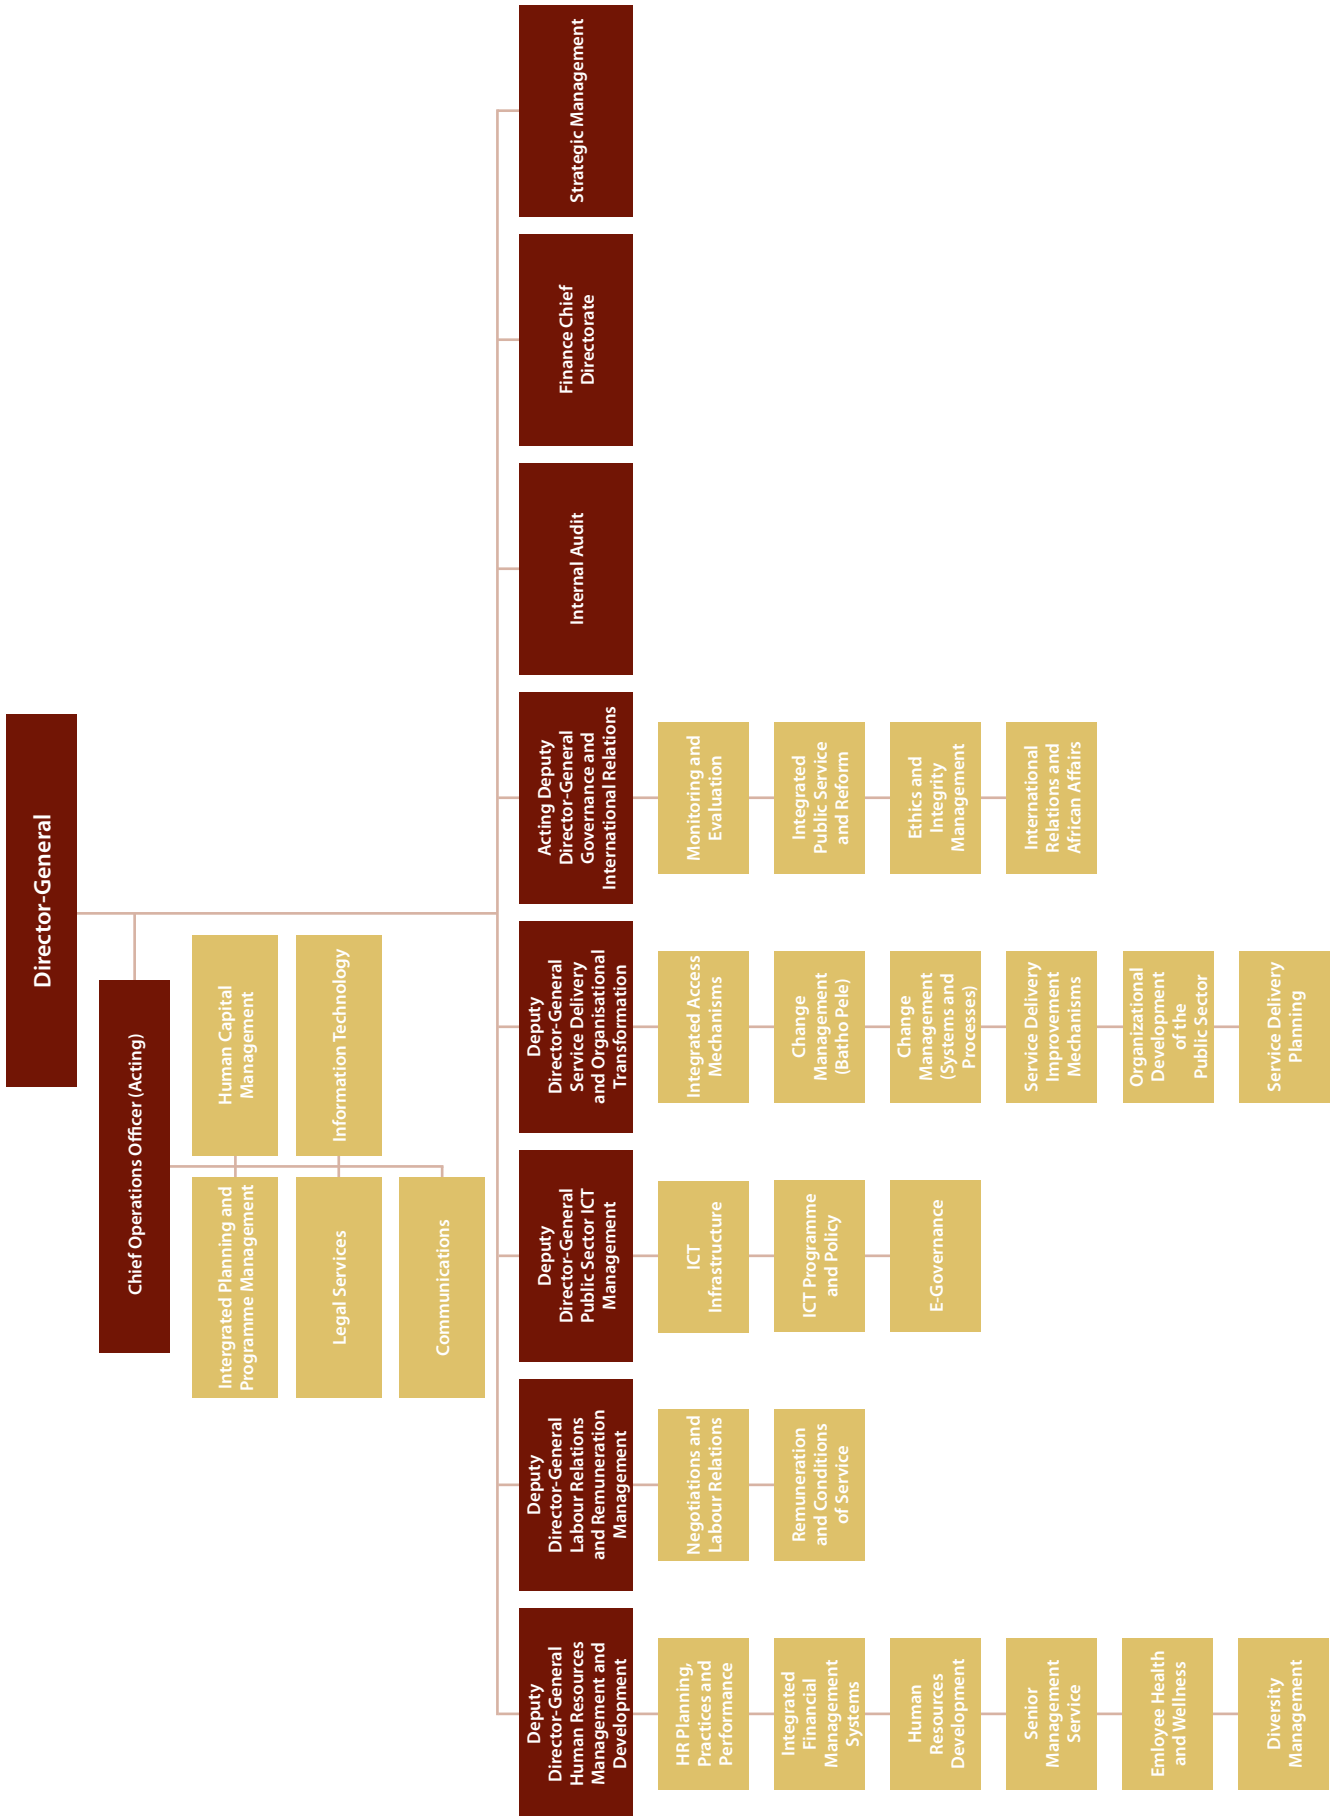 Director-General
Chief Operations Officer (Acting)
Intergrated Planning and
Programme Management
Human Capital
Management
Legal Services
Information Technology
Communications
Deputy
Director-General
Human Resources
Management and
Development
HR Planning,
Practices and
Performance
Integrated
Financial
Management
Systems
Human
Resources
Development
Senior
Management
Service
Emloyee Health
and Wellness
Diversity
Management
Deputy
Director-General
Labour Relations
and Remuneration
Management
Negotiations and
Labour Relations
Remuneration
and Conditions
of Service
Deputy
Director-General
Public Sector ICT
Management
ICT
Infrastructure
ICT Programme
and Policy
E-Governance
Deputy
Director-General
Service Delivery
and Organisational
Transformation
Integrated Access
Mechanisms
Change
Management
(Batho Pele)
Change
Management
(Systems and
Processes)
Service Delivery
Improvement
Mechanisms
Organizational
Development
of the
Public Sector
Service Delivery
Planning
Acting Deputy
Director-General
Governance and
International Relations
Monitoring and
Evaluation
Integrated
Public Service
and Reform
Ethics and
Integrity
Management
International
Relations and
African Affairs
Internal Audit
Finance Chief
Directorate
Strategic Management